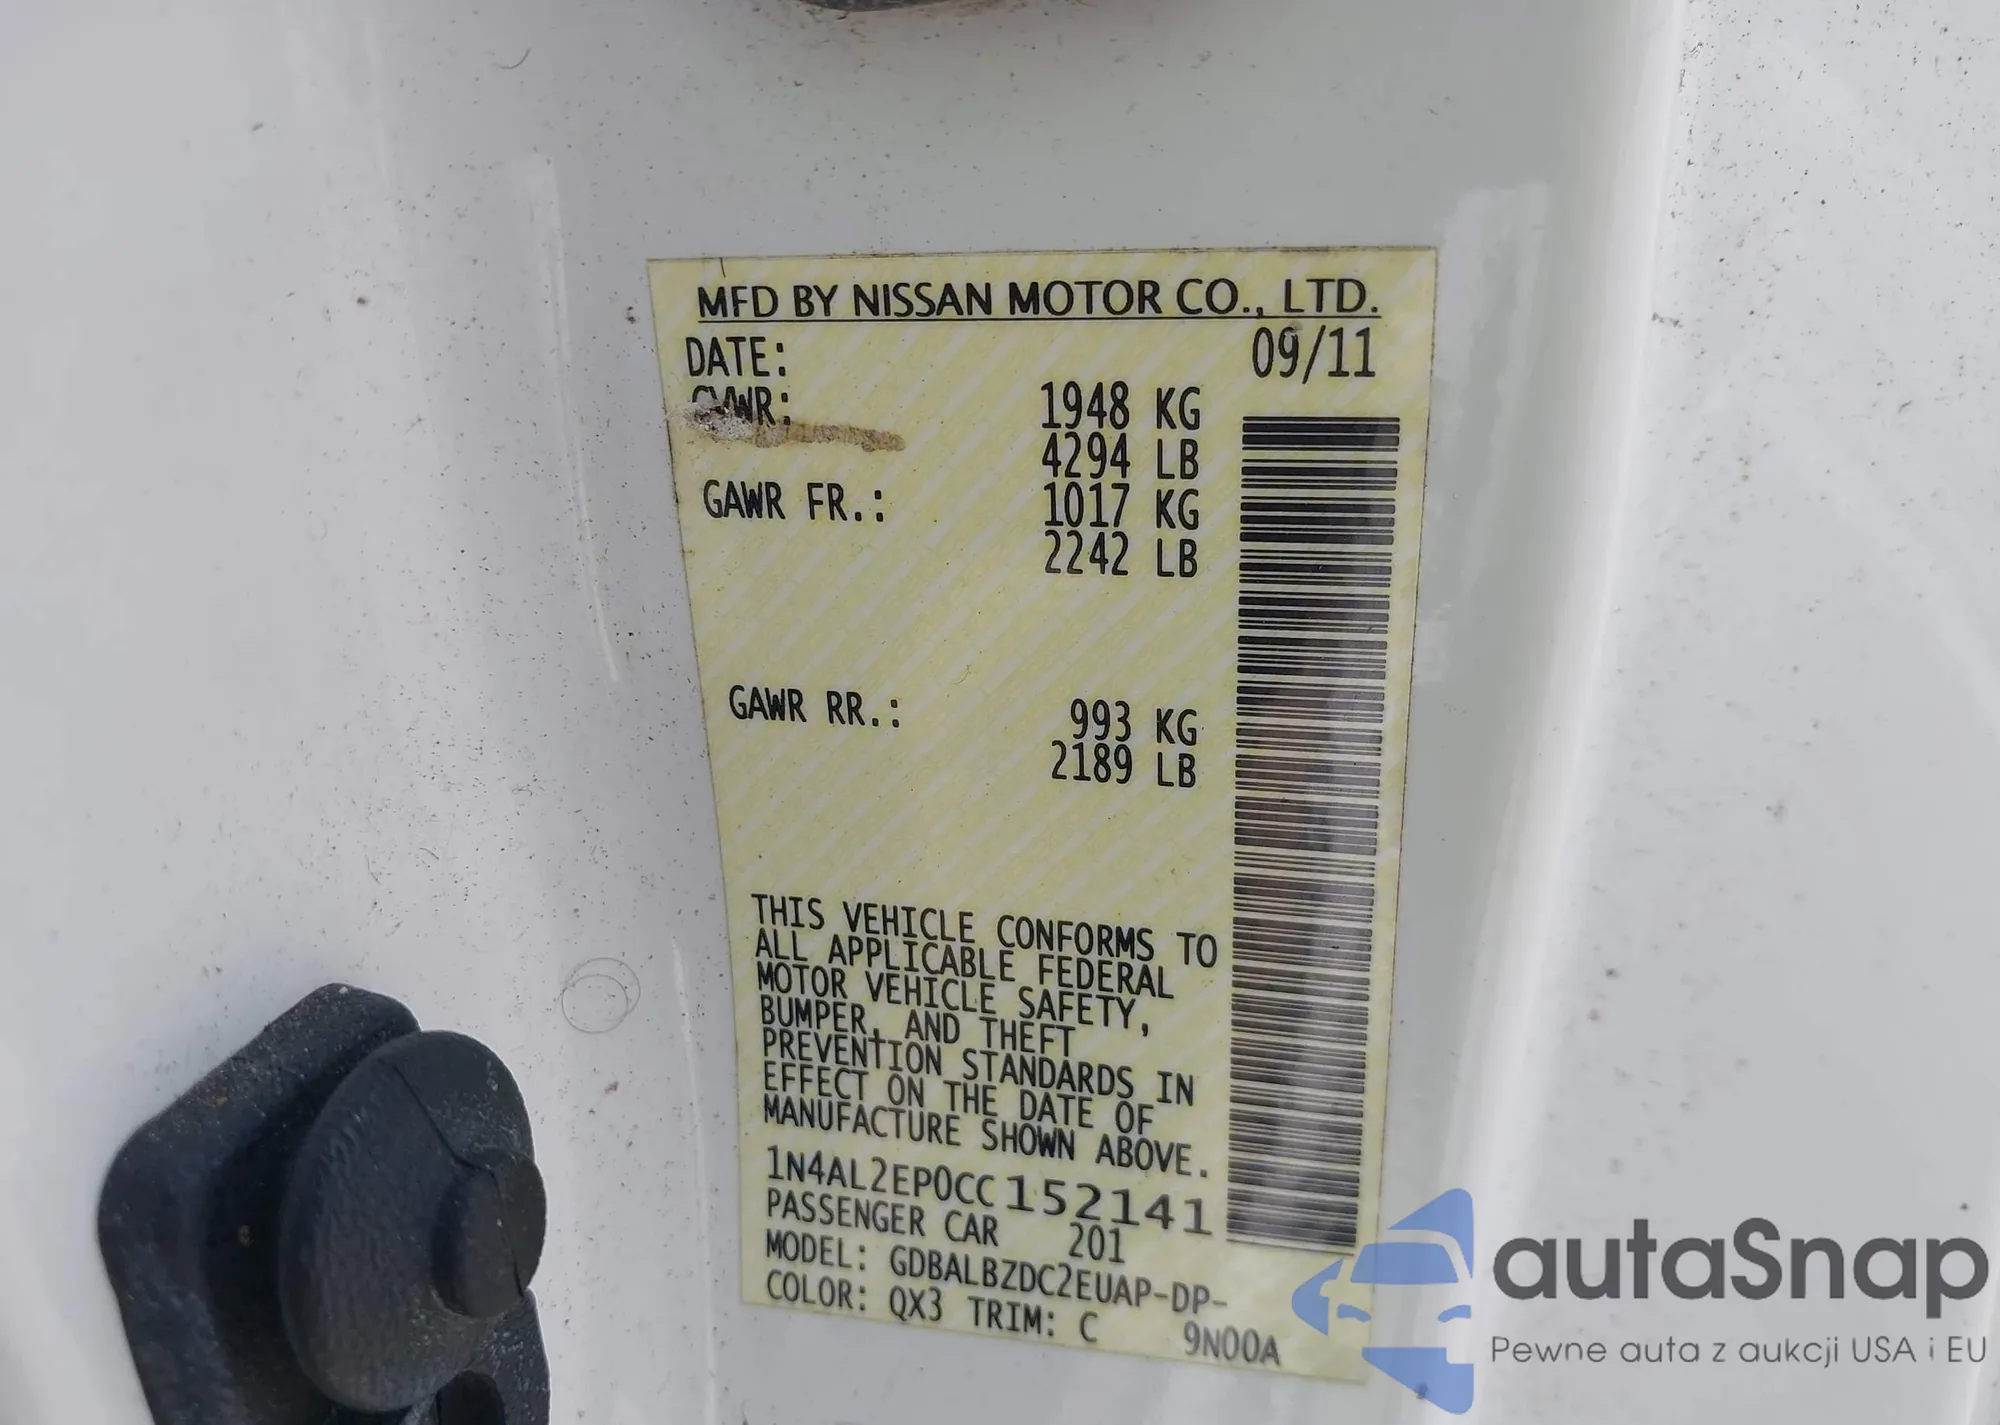 MFD BY NISSAN MOTOR CO., LTD.
DATE: 09/11
GVWR: 1948 KG
4294 LB
GAWR FR.: 1017 KG
2242 LB
GAWR RR.: 993 KG
2189 LB
THIS VEHICLE CONFORMS TO
ALL APPLICABLE FEDERAL
MOTOR VEHICLE SAFETY,
BUMPER, AND THEFT
PREVENTION STANDARDS IN
EFFECT ON THE DATE OF
MANUFACTURE SHOWN ABOVE.
1N4AL2EP0CC152141
PASSENGER CAR 201
MODEL: GDBALBZDC2EUAP-DP-
COLOR: QX3 TRIM: C 9N00A
autaSnap
Pewne auta z aukcji USA i EU